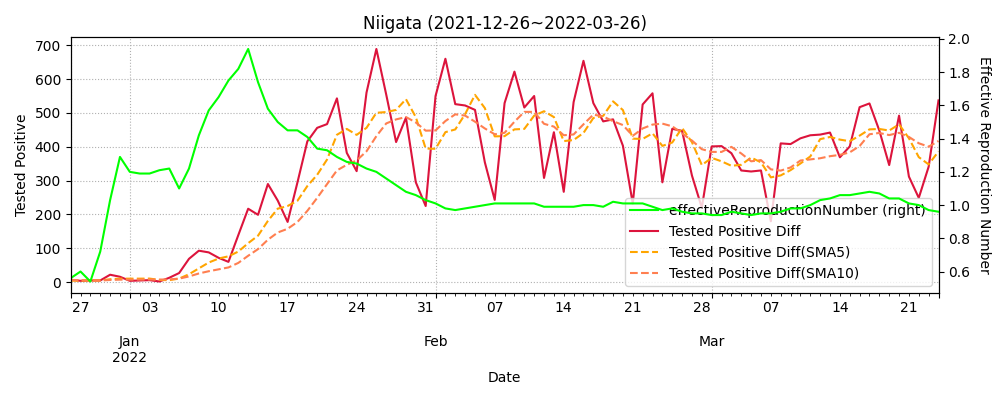 Niigata (2021-12-26~2022-03-26)
Tested Positive
700
600
500
400
300
200
100
0
2.0
1.8
1.6
1.4
1.2
1.0
0.8
0.6
Effective Reproduction Number
effectiveReproductionNumber (right)
Tested Positive Diff
Tested Positive Diff(SMA5)
Tested Positive Diff(SMA10)
27 03 10 17 24 31 07 14 21 28 07 14 21
Jan Feb Mar
2022
Date